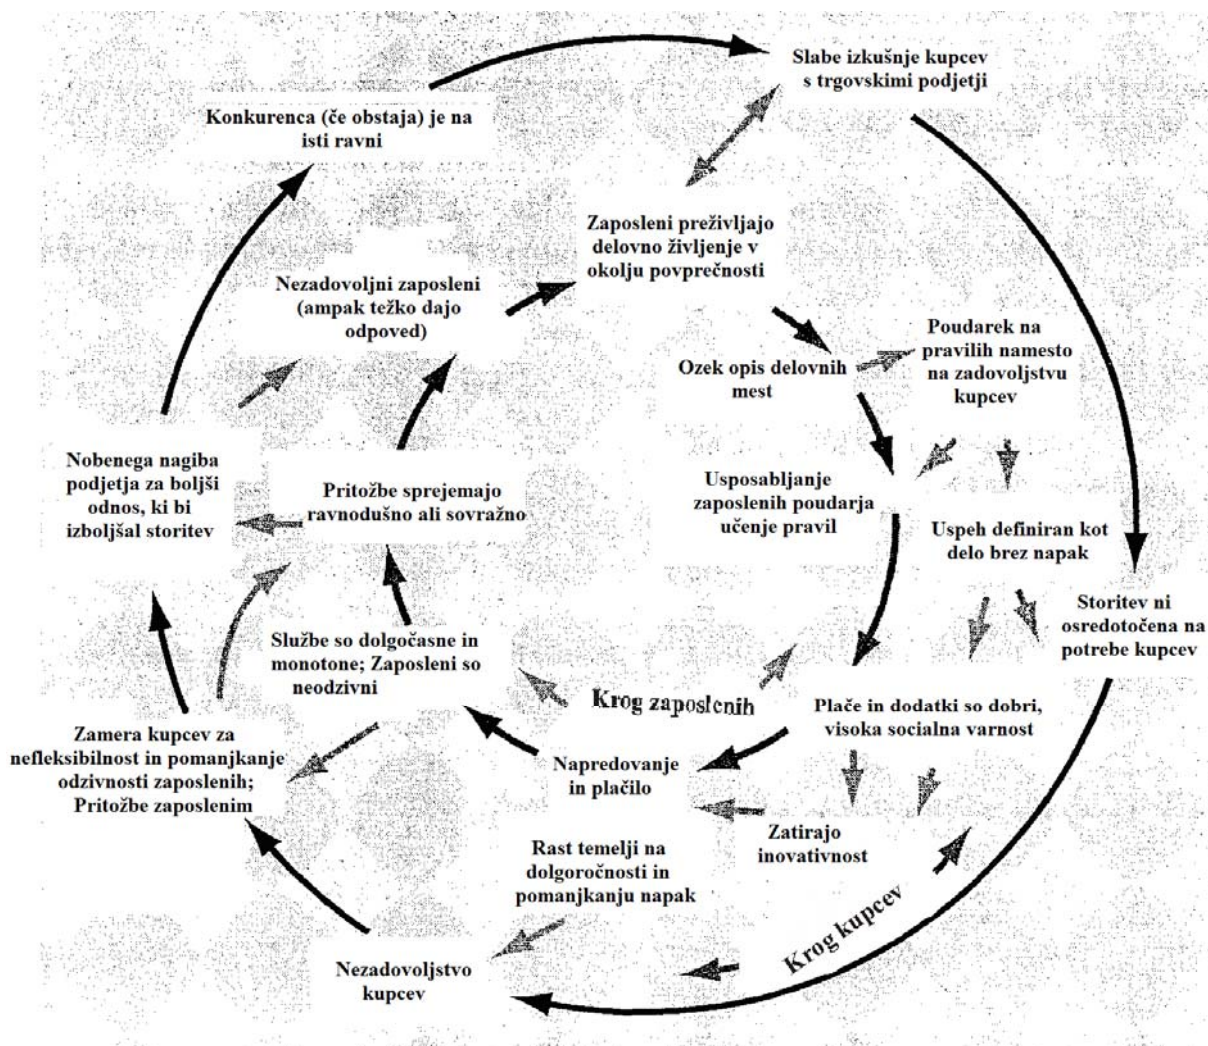 Slabe izkušnje kupcev
s trgovskimi podjetji
Konkurenca (če obstaja) je na
isti ravni
Zaposleni preživljajo
delovno življenje v
okolju povprečnosti
Nezadovoljni zaposleni
(ampak težko dajo
odpoved)
Poudarek na
pravilih namesto
na zadovoljstvu
kupcev
Ozek opis delovnih
mest
Nobenega nagiba
podjetja za boljši
odnos, ki bi
izboljšal storitev
Pritožbe sprejemajo
ravnodušno ali sovražno
Usposabljanje
zaposlenih poudarja
učenje pravil
Uspeh definiran kot
delo brez napak
Storitev ni
osredotočena na
potrebe kupcev
Službe so dolgočasne in
monotone; Zaposleni so
neodzivni
Krog zaposlenih
Plače in dodatki so dobri,
visoka socialna varnost
Zamera kupcev za
nefleksibilnost in pomanjkanje
odzivnosti zaposlenih;
Pritožbe zaposlenim
Napredovanje
in plačilo
Zatirajo
inovativnost
Rast temelji na
dolgoročnosti in
pomanjkanju napak
Krog kupcev
Nezadovoljstvo
kupcev